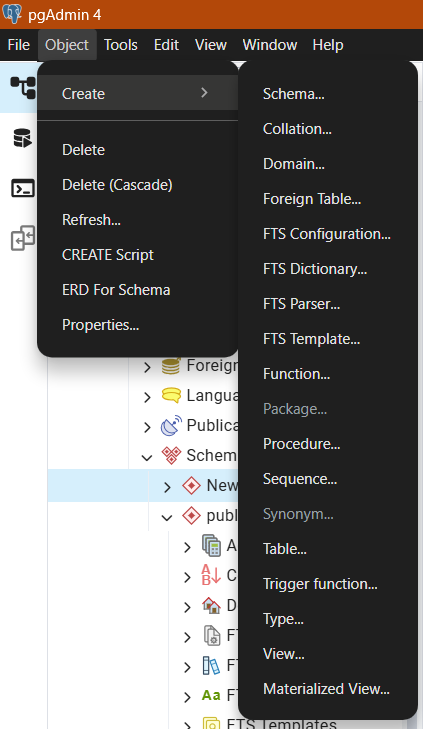 pgAdmin 4
File Object Tools Edit View Window Help
Create
Delete
Delete (Cascade)
Refresh...
CREATE Script
ERD For Schema
Properties...
Schema...
Collation...
Domain...
Foreign Table...
FTS Configuration...
FTS Dictionary...
FTS Parser...
FTS Template...
Function...
Package...
Procedure...
Sequence...
Synonym...
Table...
Trigger function...
Type...
View...
Materialized View...
Foreign
Langua
Publica
Schem
New
publ
A
C
D
FT
FT
Aa FT
FTS Templates